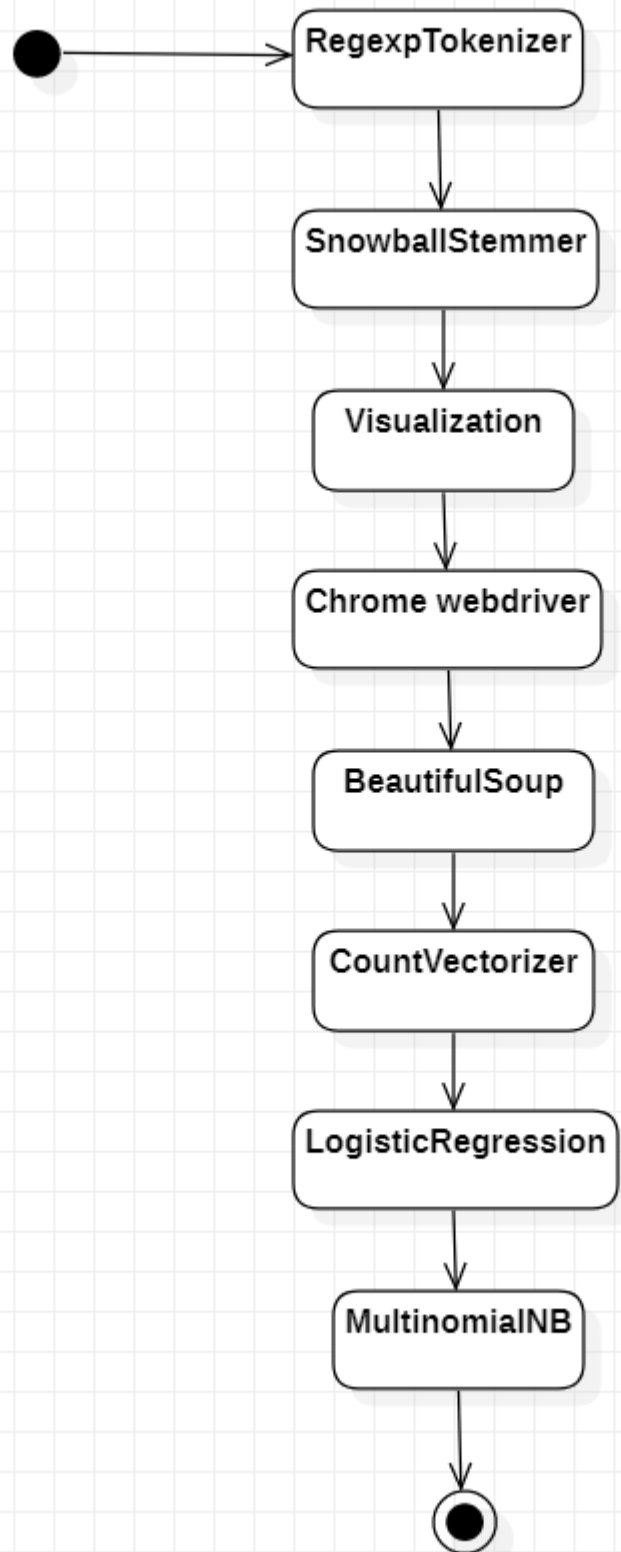 RegexpTokenizer
SnowballStemmer
Visualization
Chrome webdriver
BeautifulSoup
CountVectorizer
LogisticRegression
MultinomialNB